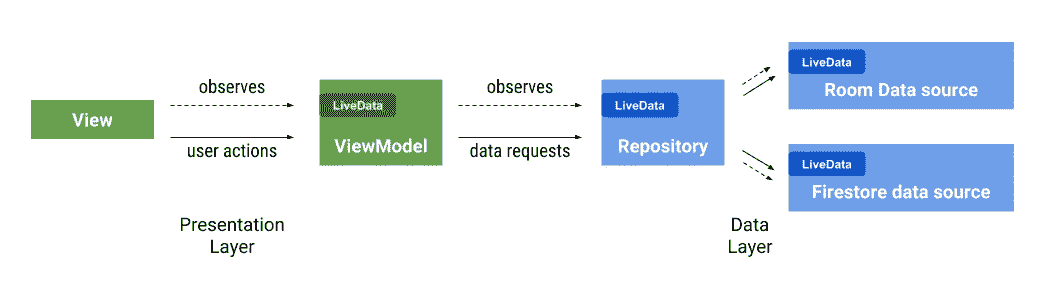 View
observes
user actions
LiveData
ViewModel
observes
data requests
LiveData
Repository
LiveData
Room Data source
LiveData
Firestore data source
Presentation
Layer
Data
Layer